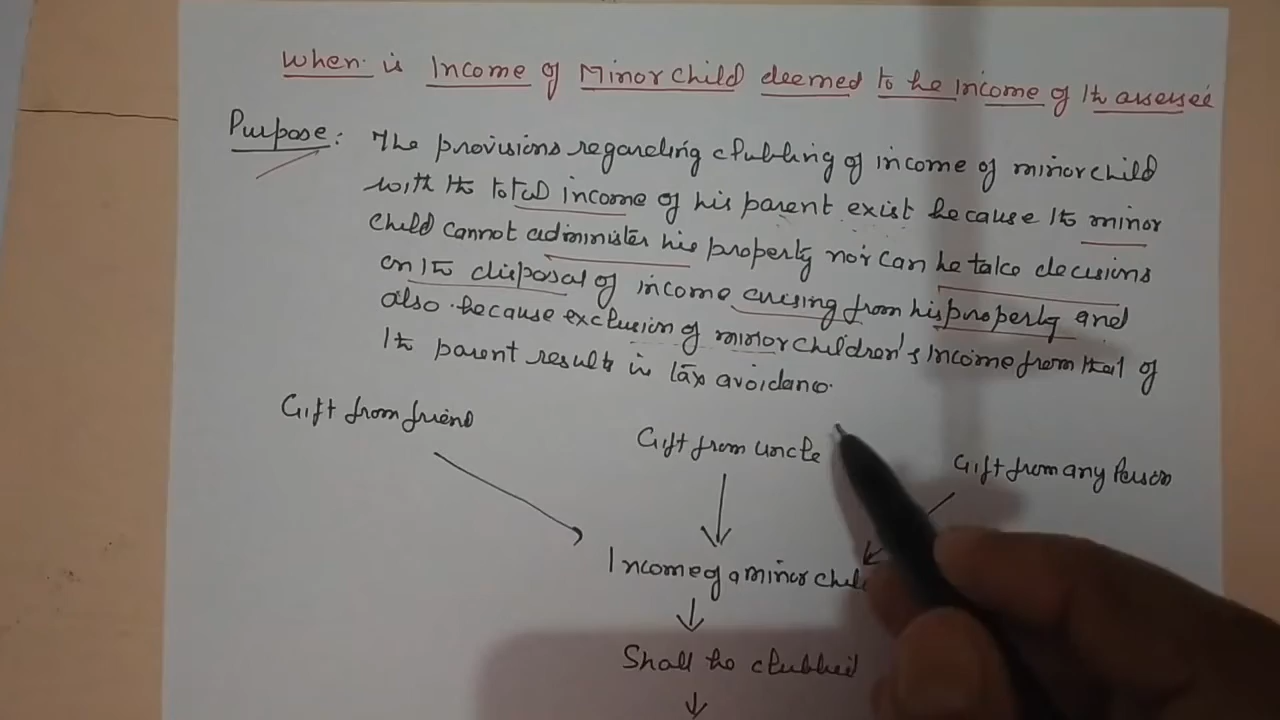 When is Income of Minor child deemed to be Income of the assessee
Purpose: The provisions regarding clubbing of income of minor child
with the total income of his parent exist because the minor
child cannot administer his property nor can he take decisions
on the disposal of income arising from his property and
also because exclusion of minor children's income from that of
the parent results in tax avoidance.
Gift from friend
Gift from uncle
Gift from any Person
Income of a minor chil
Shall be clubbed